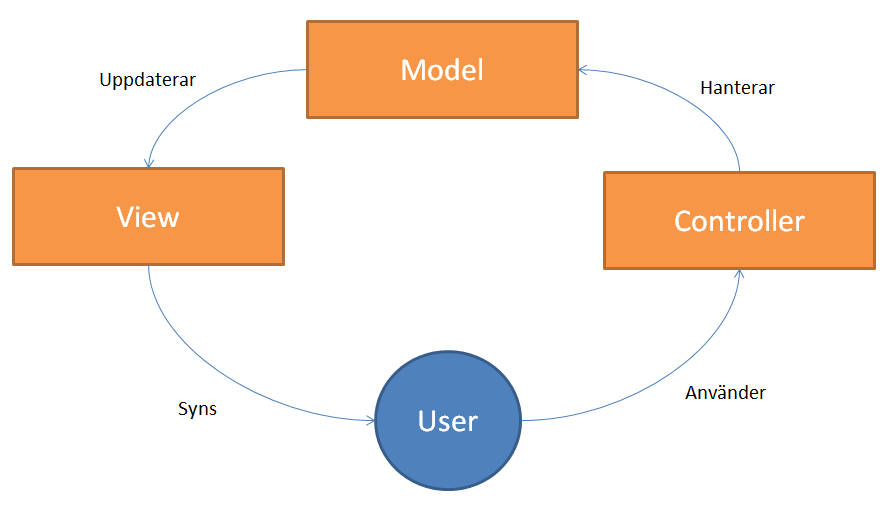 Model
Uppdaterar
Hanterar
View
Controller
Använder
Syns
User